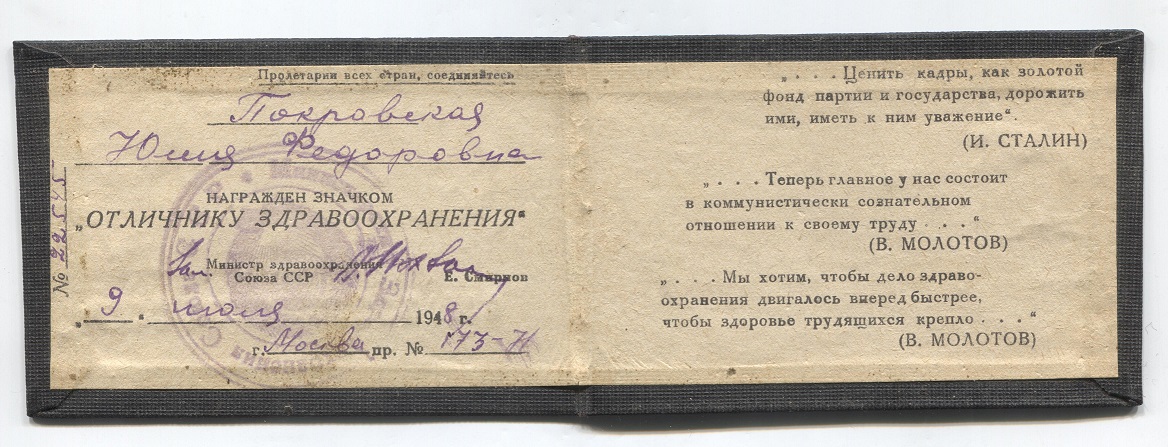 Пролетарии всех стран, соединяйтесь
Покровская
Юлия Федоровна
№ 22545
НАГРАЖДЕН ЗНАЧКОМ
„ОТЛИЧНИКУ ЗДРАВООХРАНЕНИЯ“
Зам. Министр здравоохранения
Союза ССР Е. Смирнов
„ 9 “ июля 1948 г.
г. Москва пр. № 173-Н
„ . . . . Ценить кадры, как золотой
фонд партии и государства, дорожить
ими, иметь к ним уважение“.
(И. СТАЛИН)
„ . . . . Теперь главное у нас состоит
в коммунистически сознательном
отношении к своему труду . . . .“
(В. МОЛОТОВ)
„ . . . . Мы хотим, чтобы дело здраво-
охранения двигалось вперед быстрее,
чтобы здоровье трудящихся крепло . . . .“
(В. МОЛОТОВ)